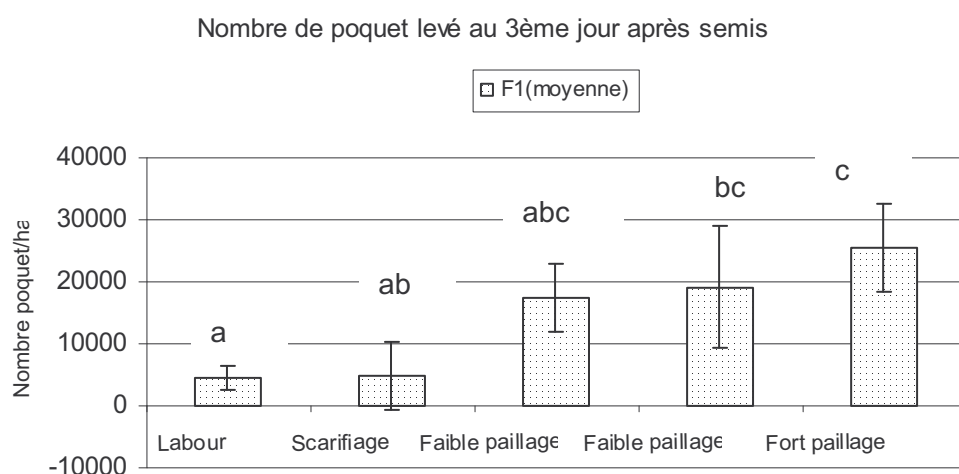 Nombre de poquet levé au 3ème jour après semis
F1(moyenne)
40000
c
bc
30000
abc
20000
ab
10000
a
0
-10000
Nombre poquet/ha
Labour
Scarifiage
Faible paillage
Faible paillage
Fort paillage